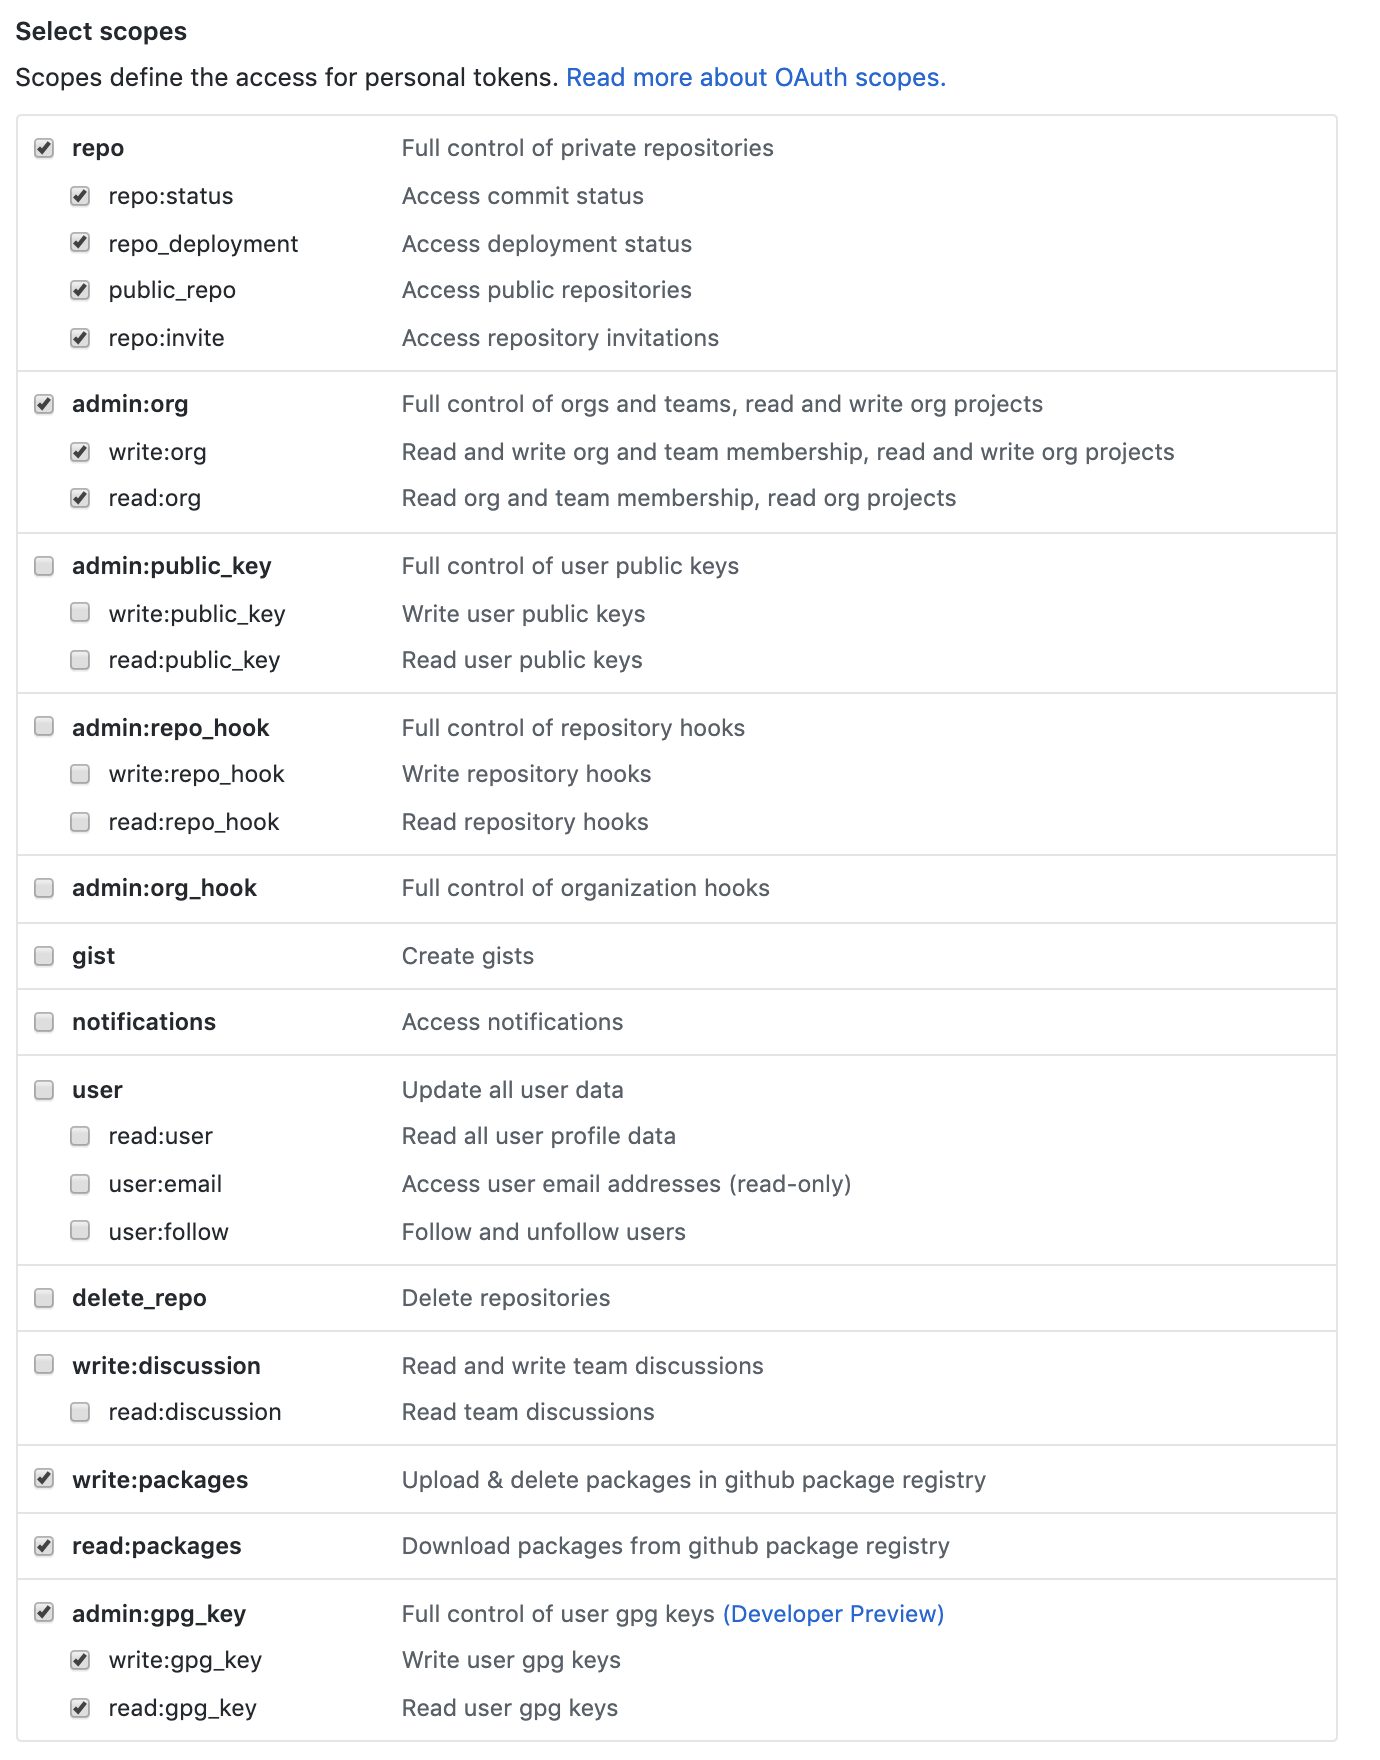 Select scopes
Scopes define the access for personal tokens. Read more about OAuth scopes.
repo Full control of private repositories
repo:status Access commit status
repo_deployment Access deployment status
public_repo Access public repositories
repo:invite Access repository invitations
admin:org Full control of orgs and teams, read and write org projects
write:org Read and write org and team membership, read and write org projects
read:org Read org and team membership, read org projects
admin:public_key Full control of user public keys
write:public_key Write user public keys
read:public_key Read user public keys
admin:repo_hook Full control of repository hooks
write:repo_hook Write repository hooks
read:repo_hook Read repository hooks
admin:org_hook Full control of organization hooks
gist Create gists
notifications Access notifications
user Update all user data
read:user Read all user profile data
user:email Access user email addresses (read-only)
user:follow Follow and unfollow users
delete_repo Delete repositories
write:discussion Read and write team discussions
read:discussion Read team discussions
write:packages Upload & delete packages in github package registry
read:packages Download packages from github package registry
admin:gpg_key Full control of user gpg keys (Developer Preview)
write:gpg_key Write user gpg keys
read:gpg_key Read user gpg keys